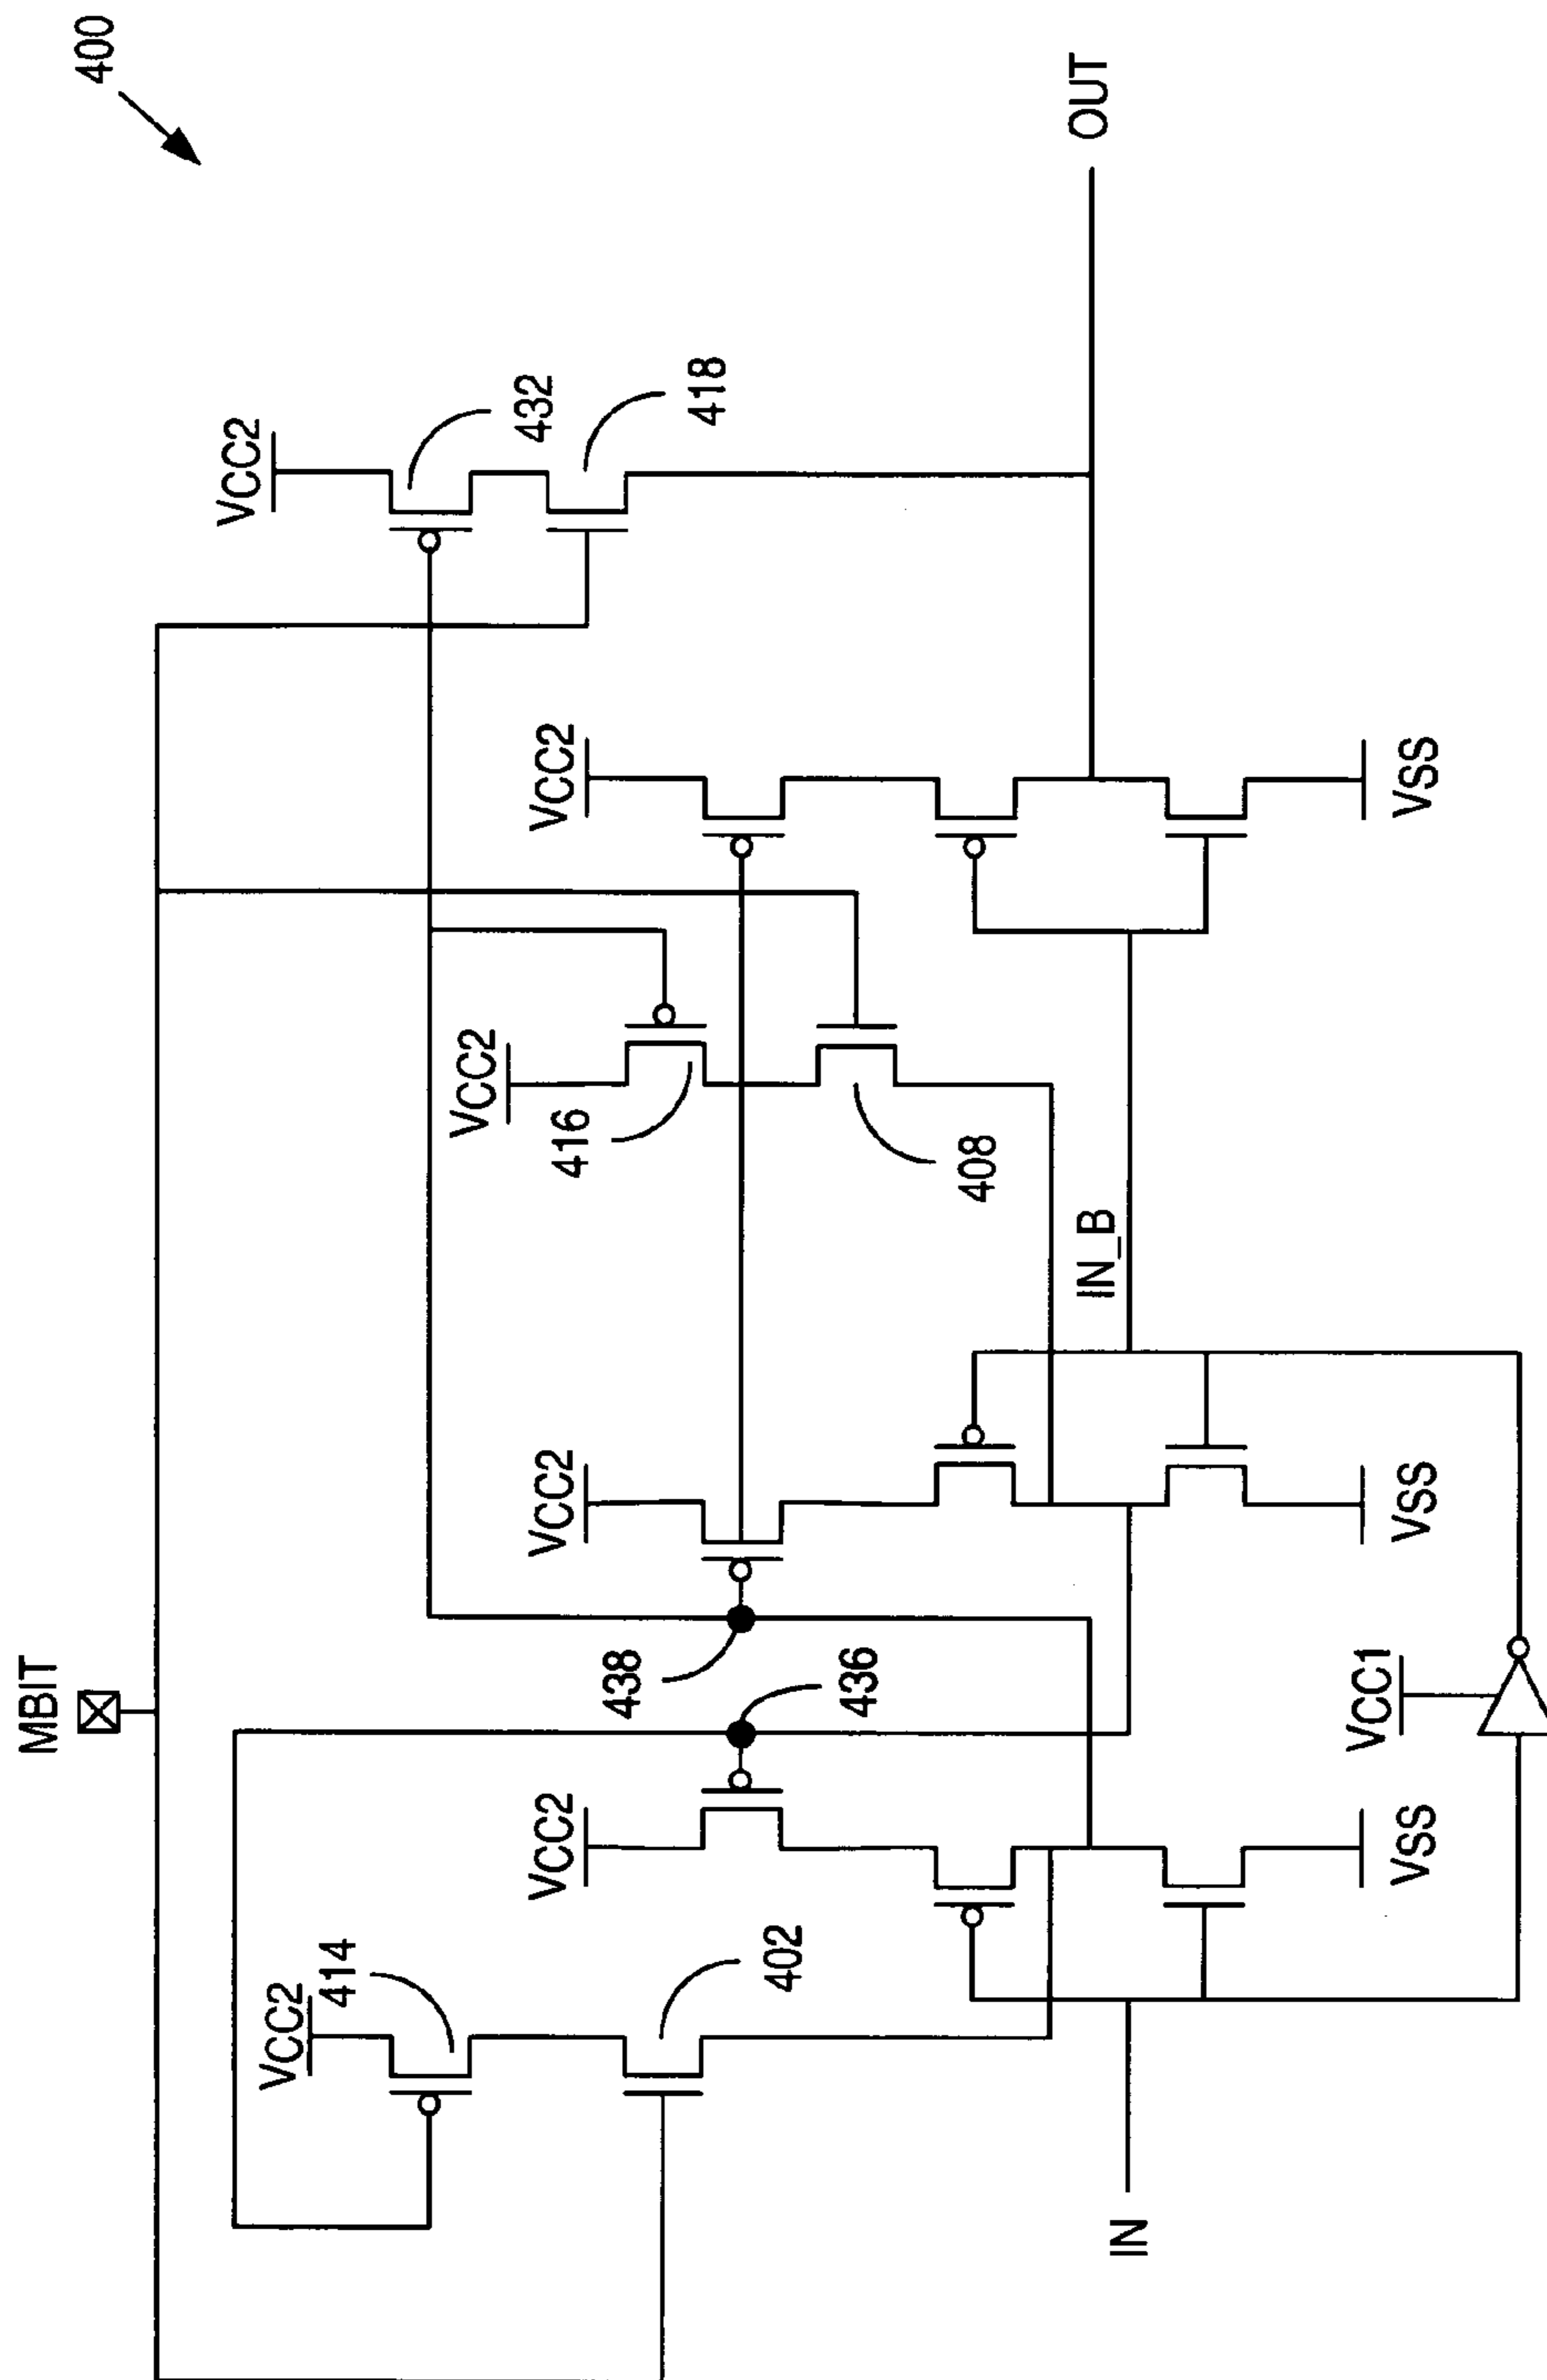 400
MBIT
OUT
VCC2
432
418
VCC2
VSS
VCC2
416
408
IN_B
VCC2
VSS
438
436
VCC1
VCC2
VSS
VCC2
414
402
IN